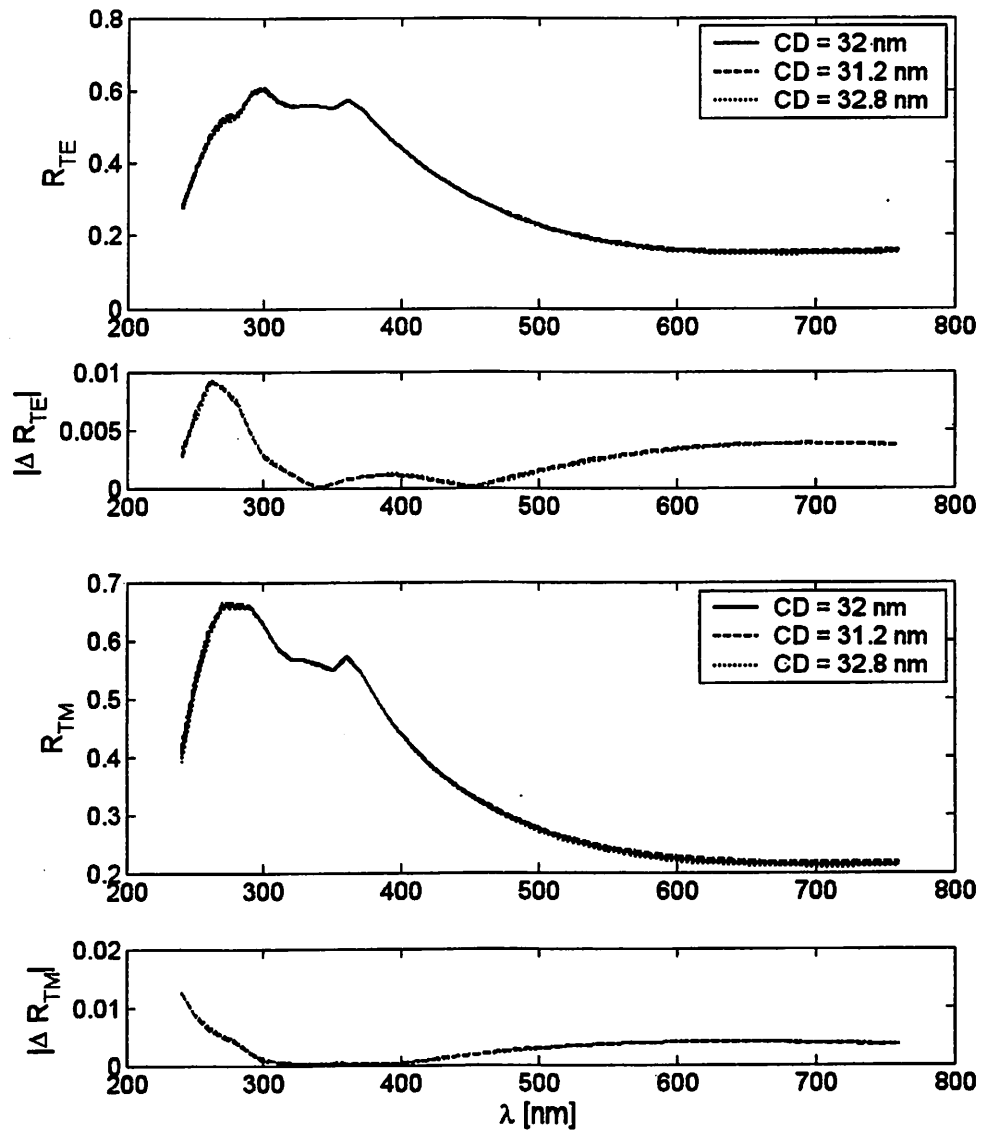 0.8
0.6
0.4
0.2
0
R_TE
CD = 32 nm
CD = 31.2 nm
CD = 32.8 nm
200 300 400 500 600 700 800
0.01
0.005
0
|Δ R_TE|
200 300 400 500 600 700 800
0.7
0.6
0.5
0.4
0.3
0.2
R_TM
CD = 32 nm
CD = 31.2 nm
CD = 32.8 nm
200 300 400 500 600 700 800
0.02
0.01
0
|Δ R_TM|
200 300 400 500 600 700 800
λ [nm]